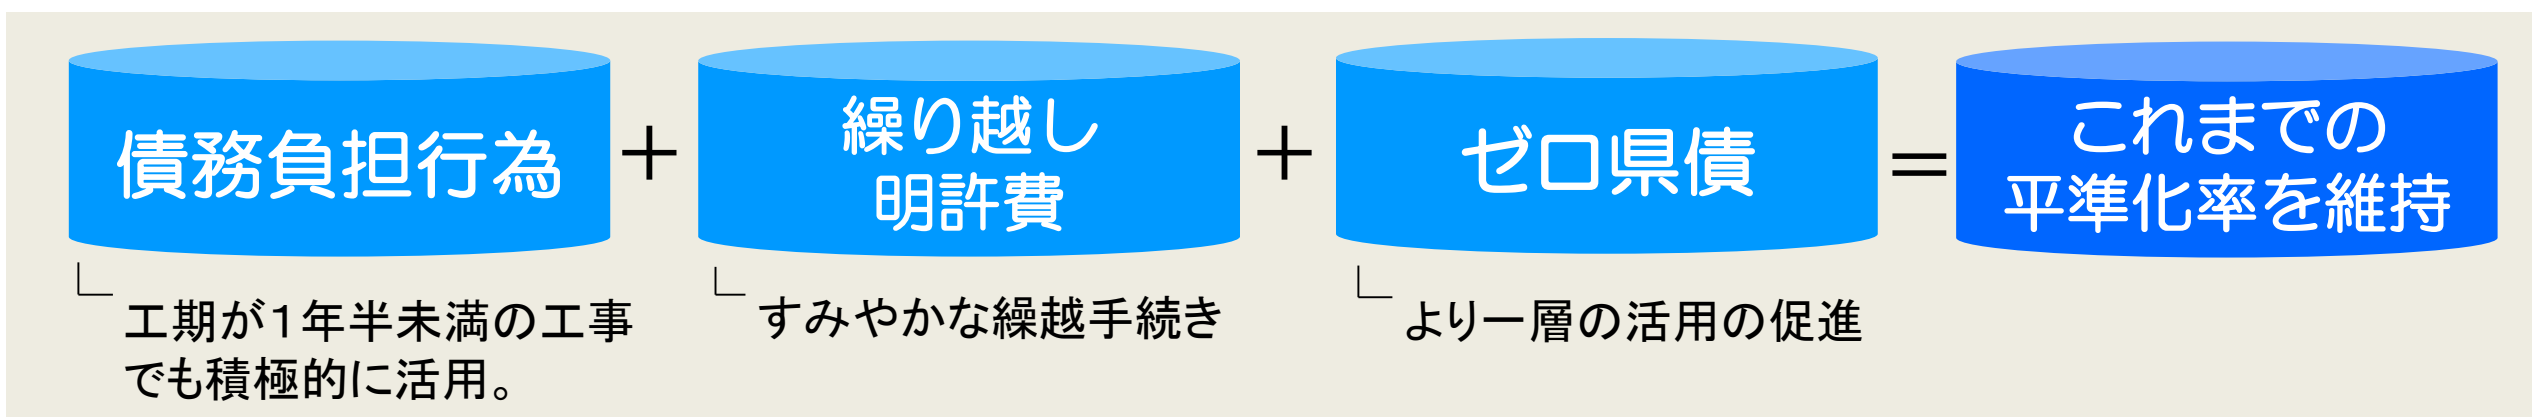 債務負担行為
+
繰り越し
明許費
+
ゼロ県債
=
これまでの
平準化率を維持
工期が1年半未満の工事
でも積極的に活用。
すみやかな繰越手続き
より一層の活用の促進